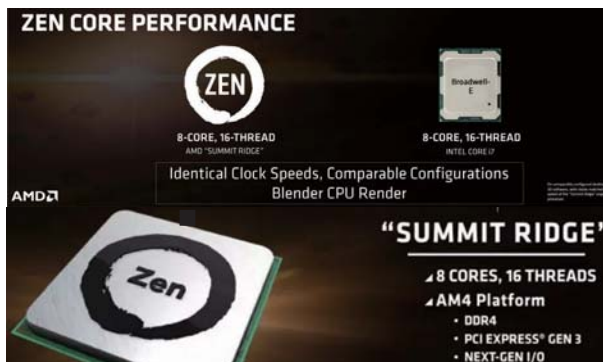 ZEN CORE PERFORMANCE
ZEN
Broadwell-
E
8-CORE, 16-THREAD
AMD "SUMMIT RIDGE"
8-CORE, 16-THREAD
INTEL CORE I7
Identical Clock Speeds, Comparable Configurations
Blender CPU Render
AMD
Zen
"SUMMIT RIDGE"
8 CORES, 16 THREADS
AM4 Platform
• DDR4
• PCI EXPRESS® GEN 3
• NEXT-GEN I/O